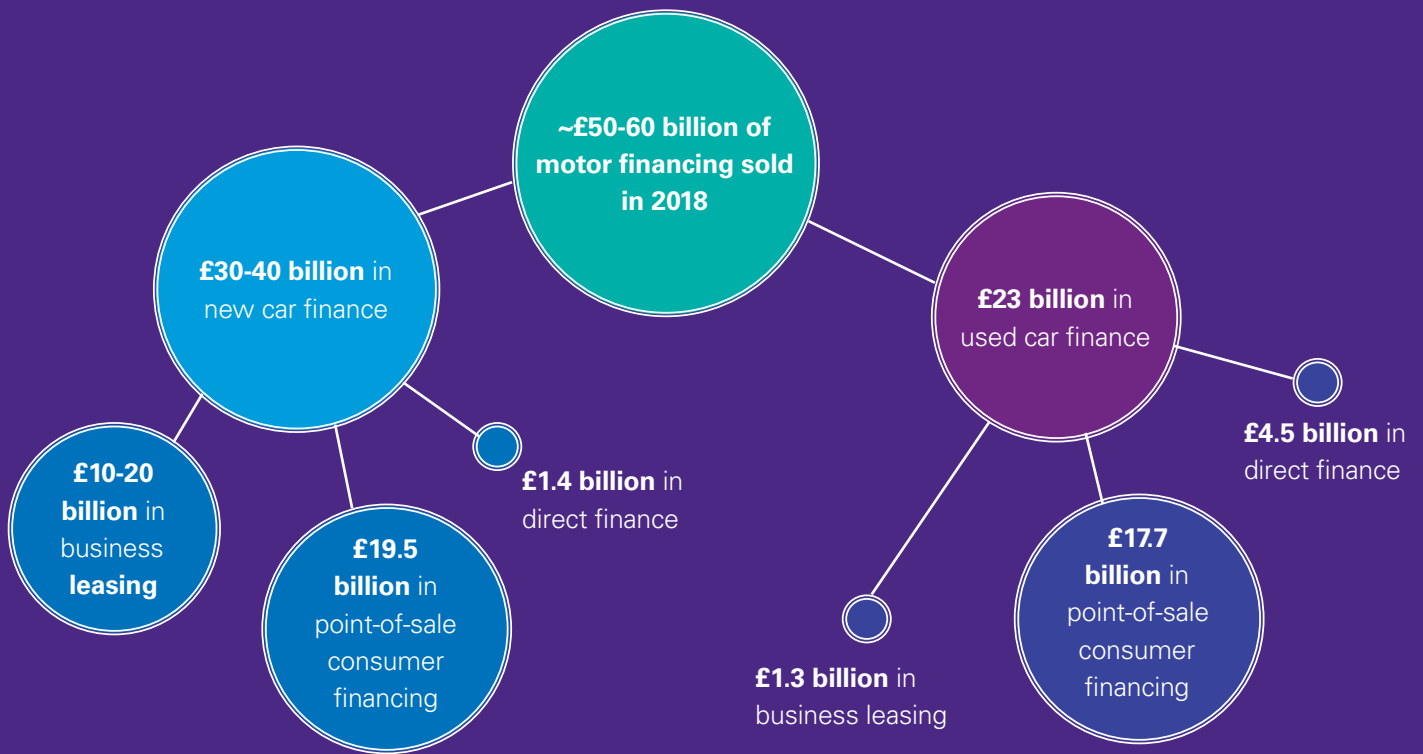 ~£50-60 billion of
motor financing sold
in 2018
£30-40 billion in
new car finance
£23 billion in
used car finance
£10-20
billion in
business
leasing
£19.5
billion in
point-of-sale
consumer
financing
£1.4 billion in
direct finance
£1.3 billion in
business leasing
£17.7
billion in
point-of-sale
consumer
financing
£4.5 billion in
direct finance